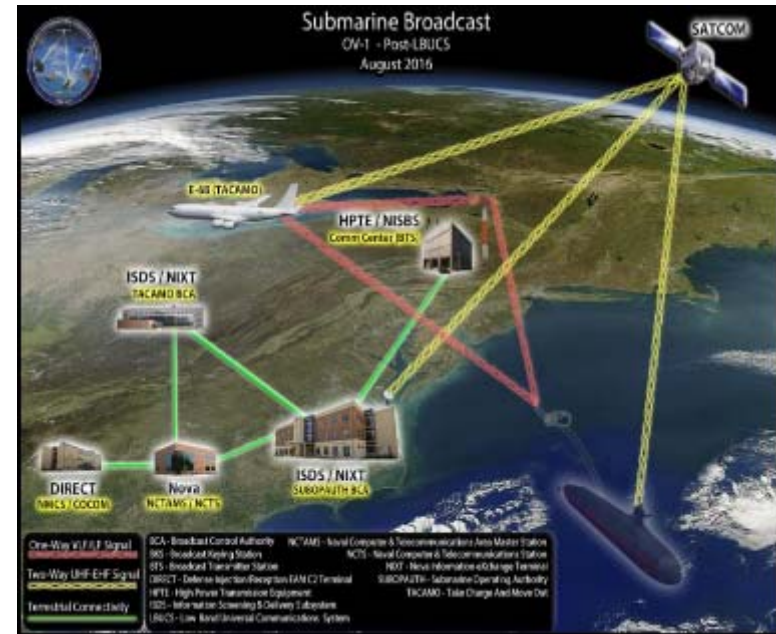 Submarine Broadcast
OV-1 - Post-LBUCS
August 2016
SATCOM
E-6B (TACAMO)
HPTE / NISBS
Comm Center (BTS)
ISDS / NIXT
TACAMO BCA
DIRECT
NMCS / COCOM
Nova
NCTAMS / NCTS
ISDS / NIXT
SUBOPAUTH BCA
One-Way VLF/LF Signal
Two-Way UHF-EHF Signal
Terrestrial Connectivity
BCA - Broadcast Control Authority
BKS - Broadcast Keying Station
BTS - Broadcast Transmitter Station
DIRECT - Defense Injection/Reception EAM C2 Terminal
HPTE - High Power Transmission Equipment
ISDS - Information Screening & Delivery Subsystem
LBUCS - Low Band Universal Communications System
NCTAMS - Naval Computer & Telecommunications Area Master Station
NCTS - Naval Computer & Telecommunications Station
NIXT - Nova Information eXchange Terminal
SUBOPAUTH - Submarine Operating Authority
TACAMO - Take Charge And Move Out